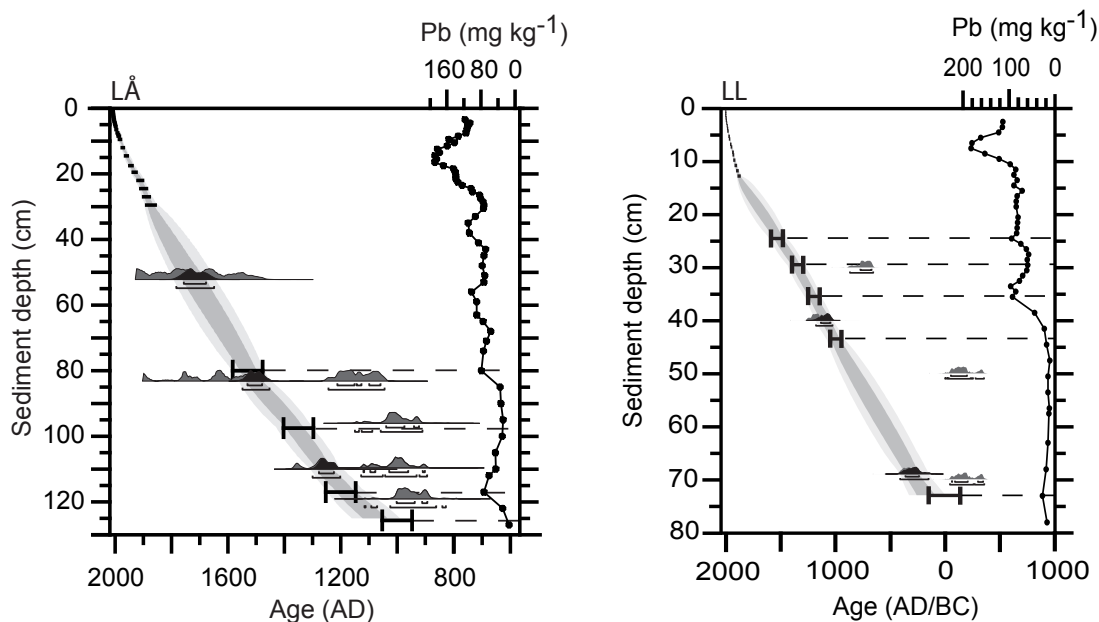 Pb (mg kg-1)
160 80 0
LÅ
0
20
40
60
80
100
120
Sediment depth (cm)
2000 1600 1200 800
Age (AD)
Pb (mg kg-1)
200 100 0
LL
0
10
20
30
40
50
60
70
80
Sediment depth (cm)
2000 1000 0 1000
Age (AD/BC)